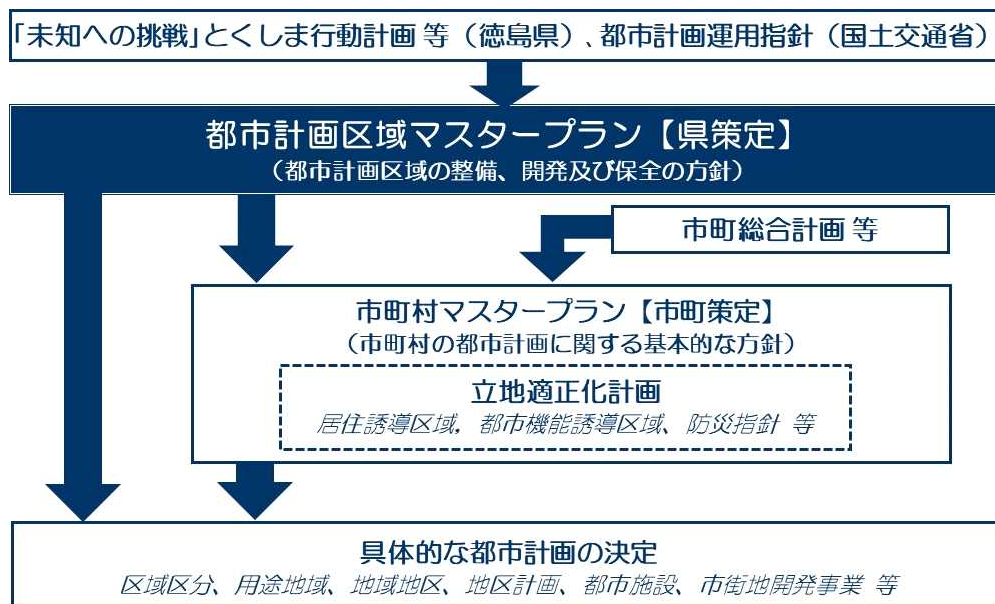 「未知への挑戦」とくしま行動計画 等（徳島県）、都市計画運用指針（国土交通省）
都市計画区域マスタープラン【県策定】
（都市計画区域の整備、開発及び保全の方針）
市町総合計画 等
市町村マスタープラン【市町策定】
（市町村の都市計画に関する基本的な方針）
立地適正化計画
居住誘導区域，都市機能誘導区域、防災指針 等
具体的な都市計画の決定
区域区分、用途地域、地域地区、地区計画、都市施設、市街地開発事業 等